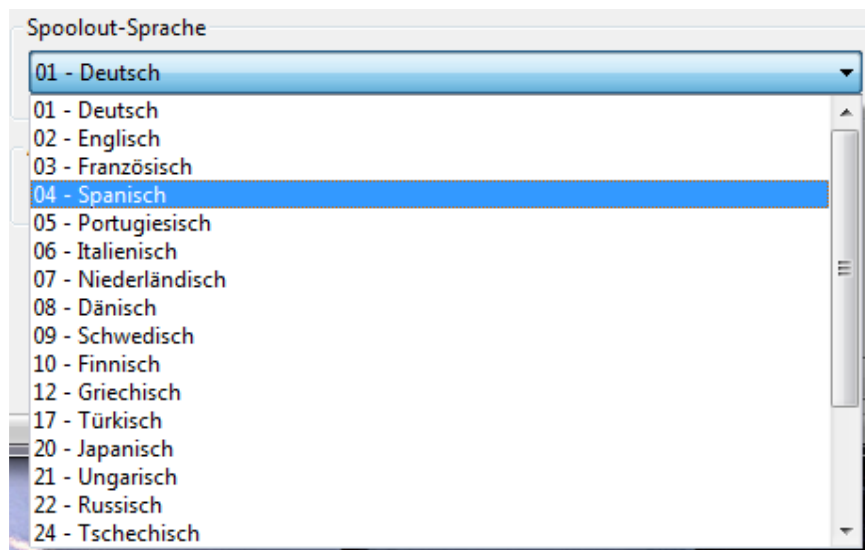 Spoolout-Sprache
01 - Deutsch
01 - Deutsch
02 - Englisch
03 - Französisch
04 - Spanisch
05 - Portugiesisch
06 - Italienisch
07 - Niederländisch
08 - Dänisch
09 - Schwedisch
10 - Finnisch
12 - Griechisch
17 - Türkisch
20 - Japanisch
21 - Ungarisch
22 - Russisch
24 - Tschechisch